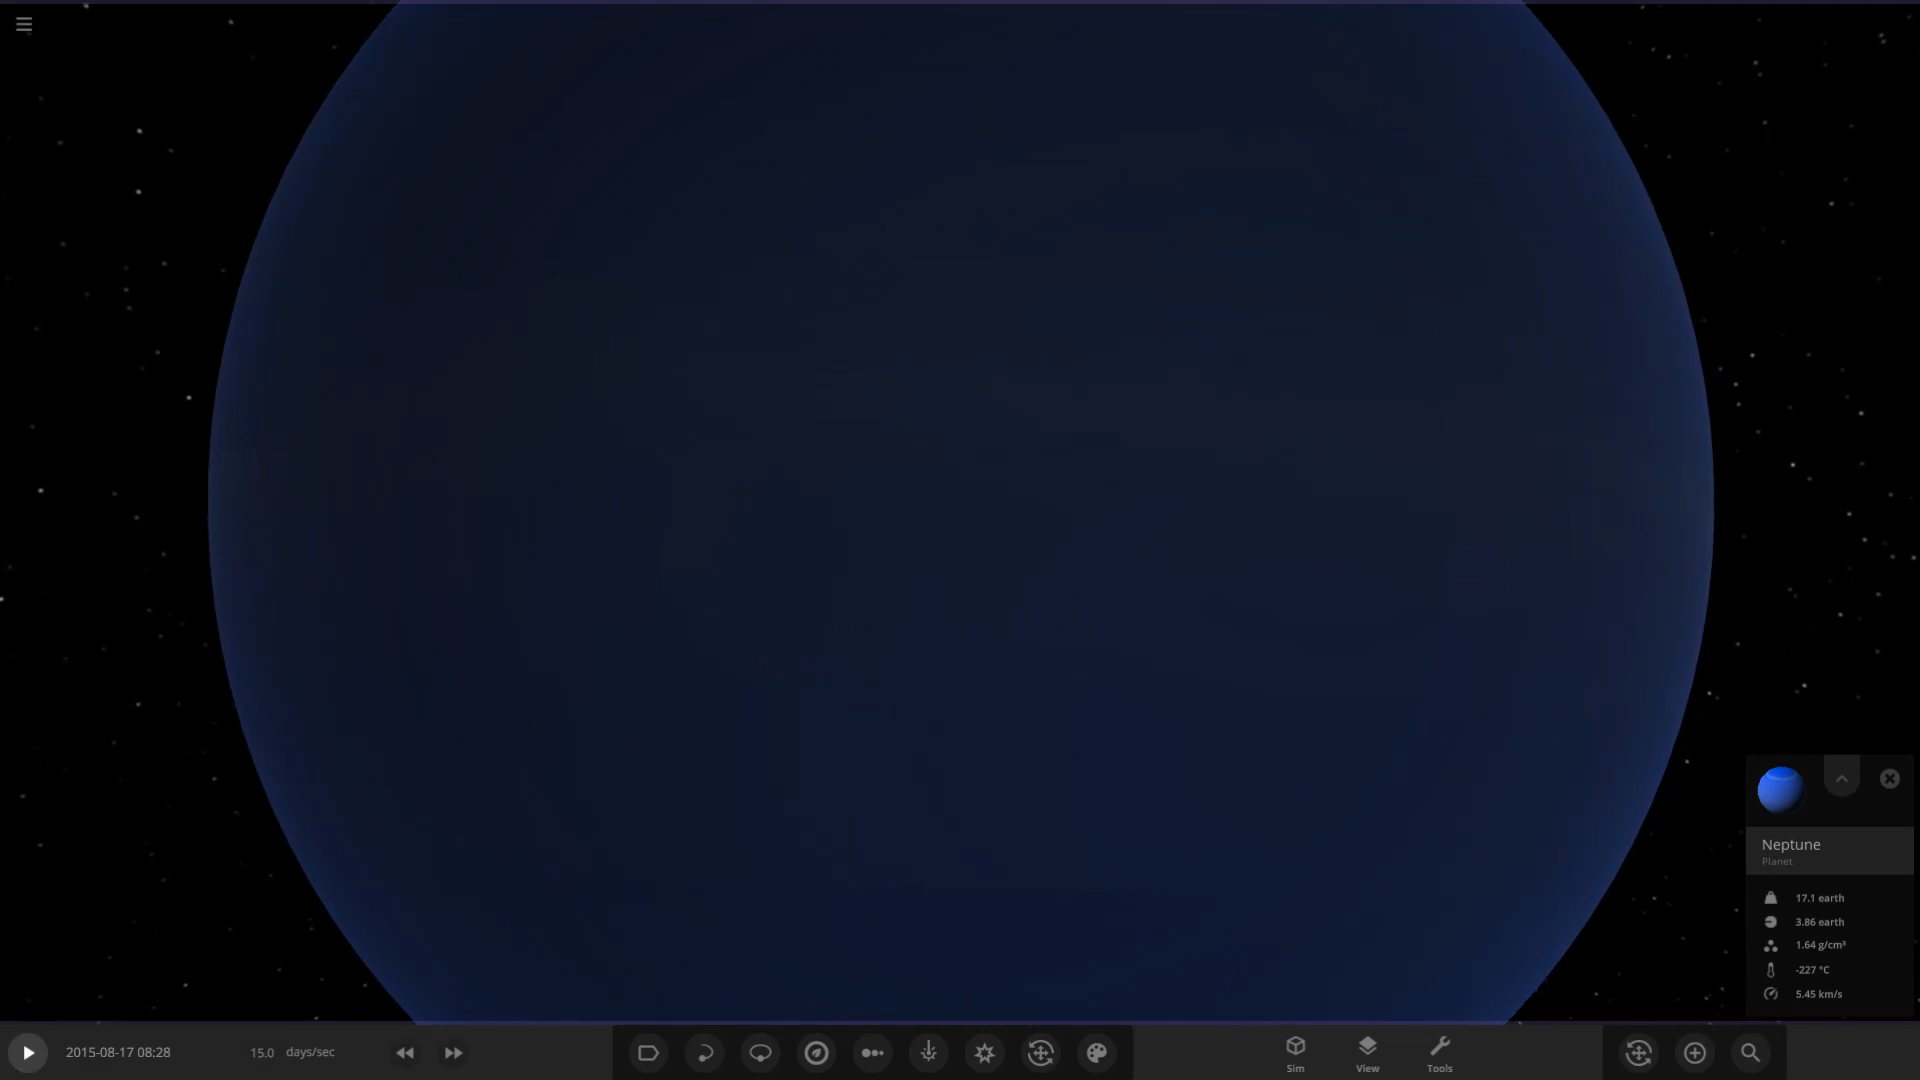 Neptune
Planet
17.1 earth
3.86 earth
1.64 g/cm³
-227 °C
5.45 km/s
2015-08-17 08:28
15.0 days/sec
Sim
View
Tools